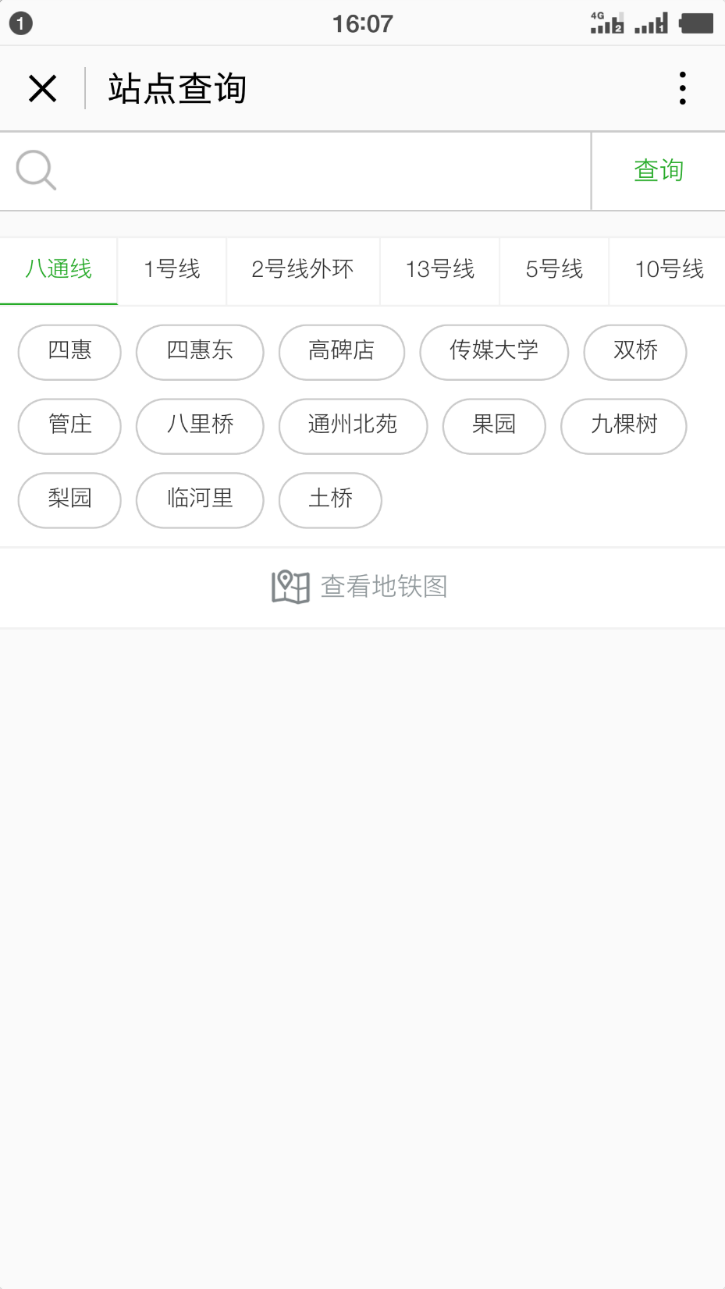 1 16:07 4G 2 1
站点查询
查询
八通线 1号线 2号线外环 13号线 5号线 10号线
四惠 四惠东 高碑店 传媒大学 双桥
管庄 八里桥 通州北苑 果园 九棵树
梨园 临河里 土桥
查看地铁图